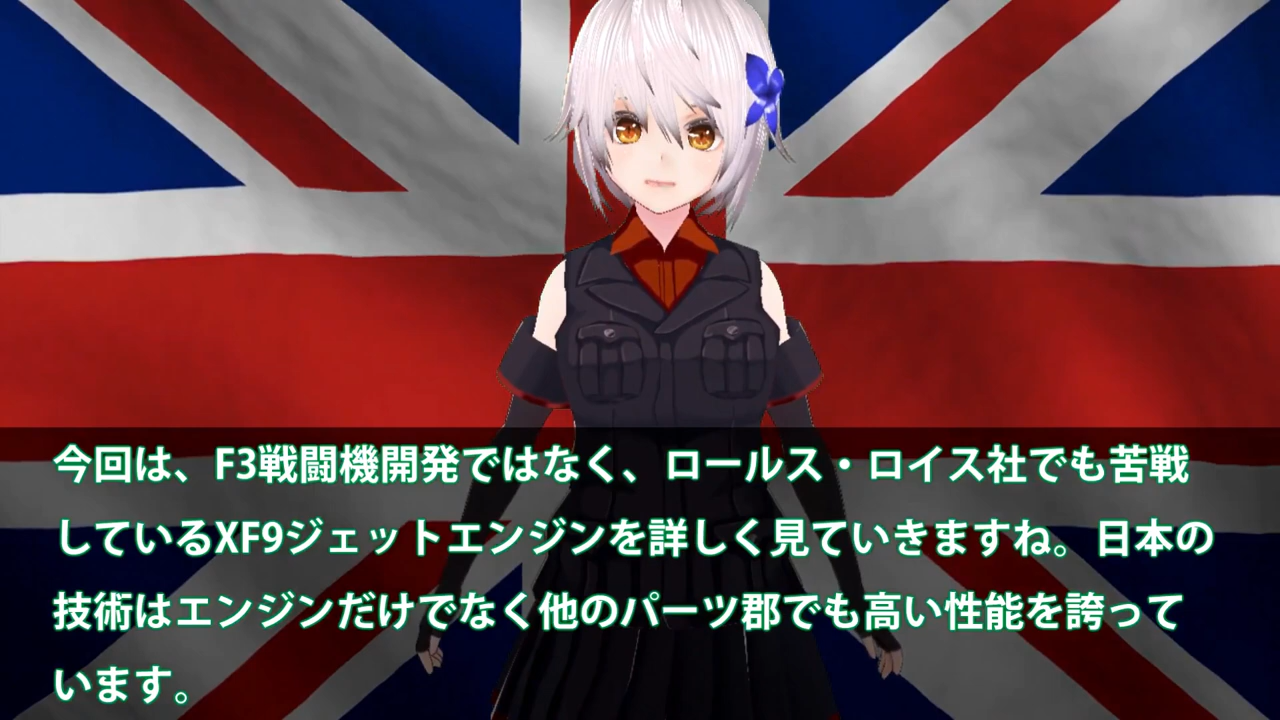 今回は、F3戦闘機開発ではなく、ロールス・ロイス社でも苦戦
しているXF9ジェットエンジンを詳しく見ていきますね。日本の
技術はエンジンだけでなく他のパーツ郡でも高い性能を誇って
います。